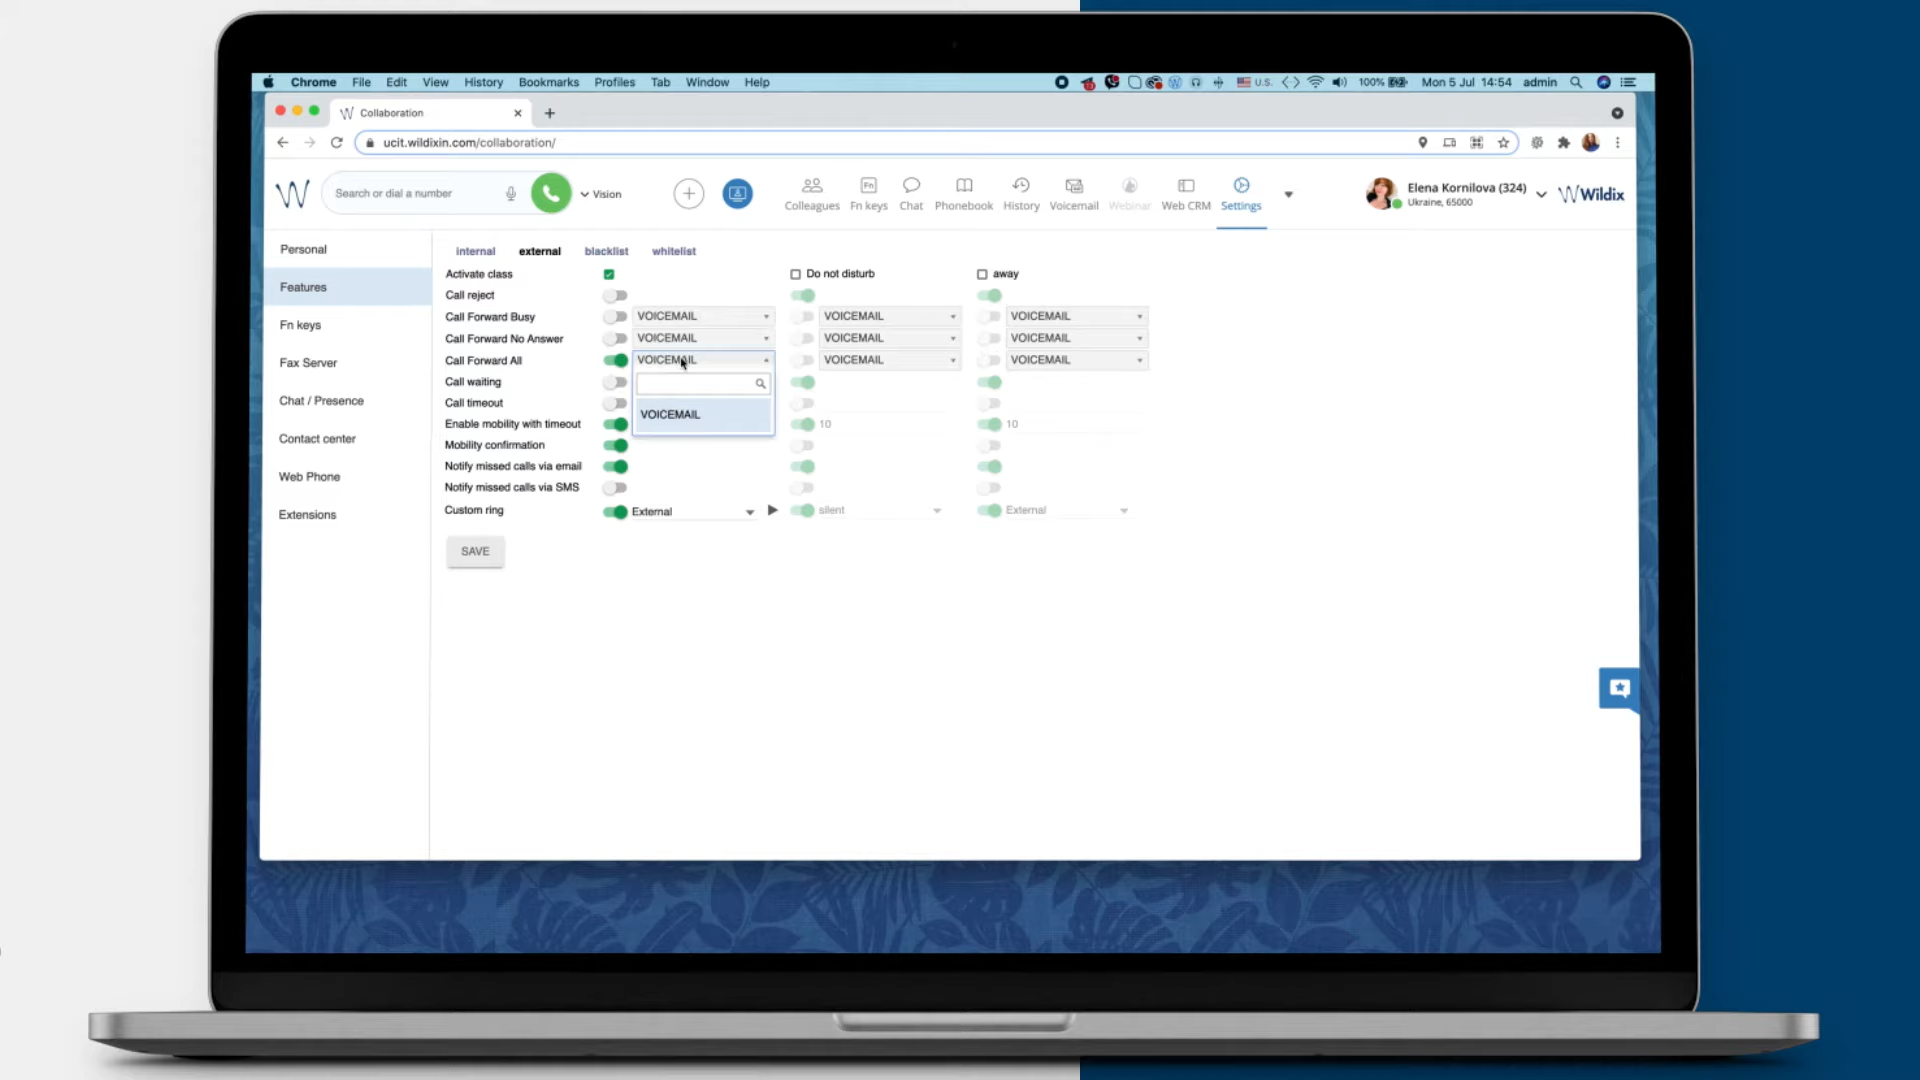 Chrome File Edit View History Bookmarks Profiles Tab Window Help U.S. 100% Mon 5 Jul 14:54 admin
Collaboration
ucit.wildixin.com/collaboration/
Search or dial a number Vision
Colleagues Fn keys Chat Phonebook History Voicemail Webinar Web CRM Settings
Elena Kornilova (324)
Ukraine, 65000
Wildix
Personal
Features
Fn keys
Fax Server
Chat / Presence
Contact center
Web Phone
Extensions
internal external blacklist whitelist
Activate class Do not disturb away
Call reject
Call Forward Busy VOICEMAIL VOICEMAIL VOICEMAIL
Call Forward No Answer VOICEMAIL VOICEMAIL VOICEMAIL
Call Forward All VOICEMAIL VOICEMAIL VOICEMAIL
Call waiting
Call timeout
VOICEMAIL
Enable mobility with timeout 10 10
Mobility confirmation
Notify missed calls via email
Notify missed calls via SMS
Custom ring External silent External
SAVE